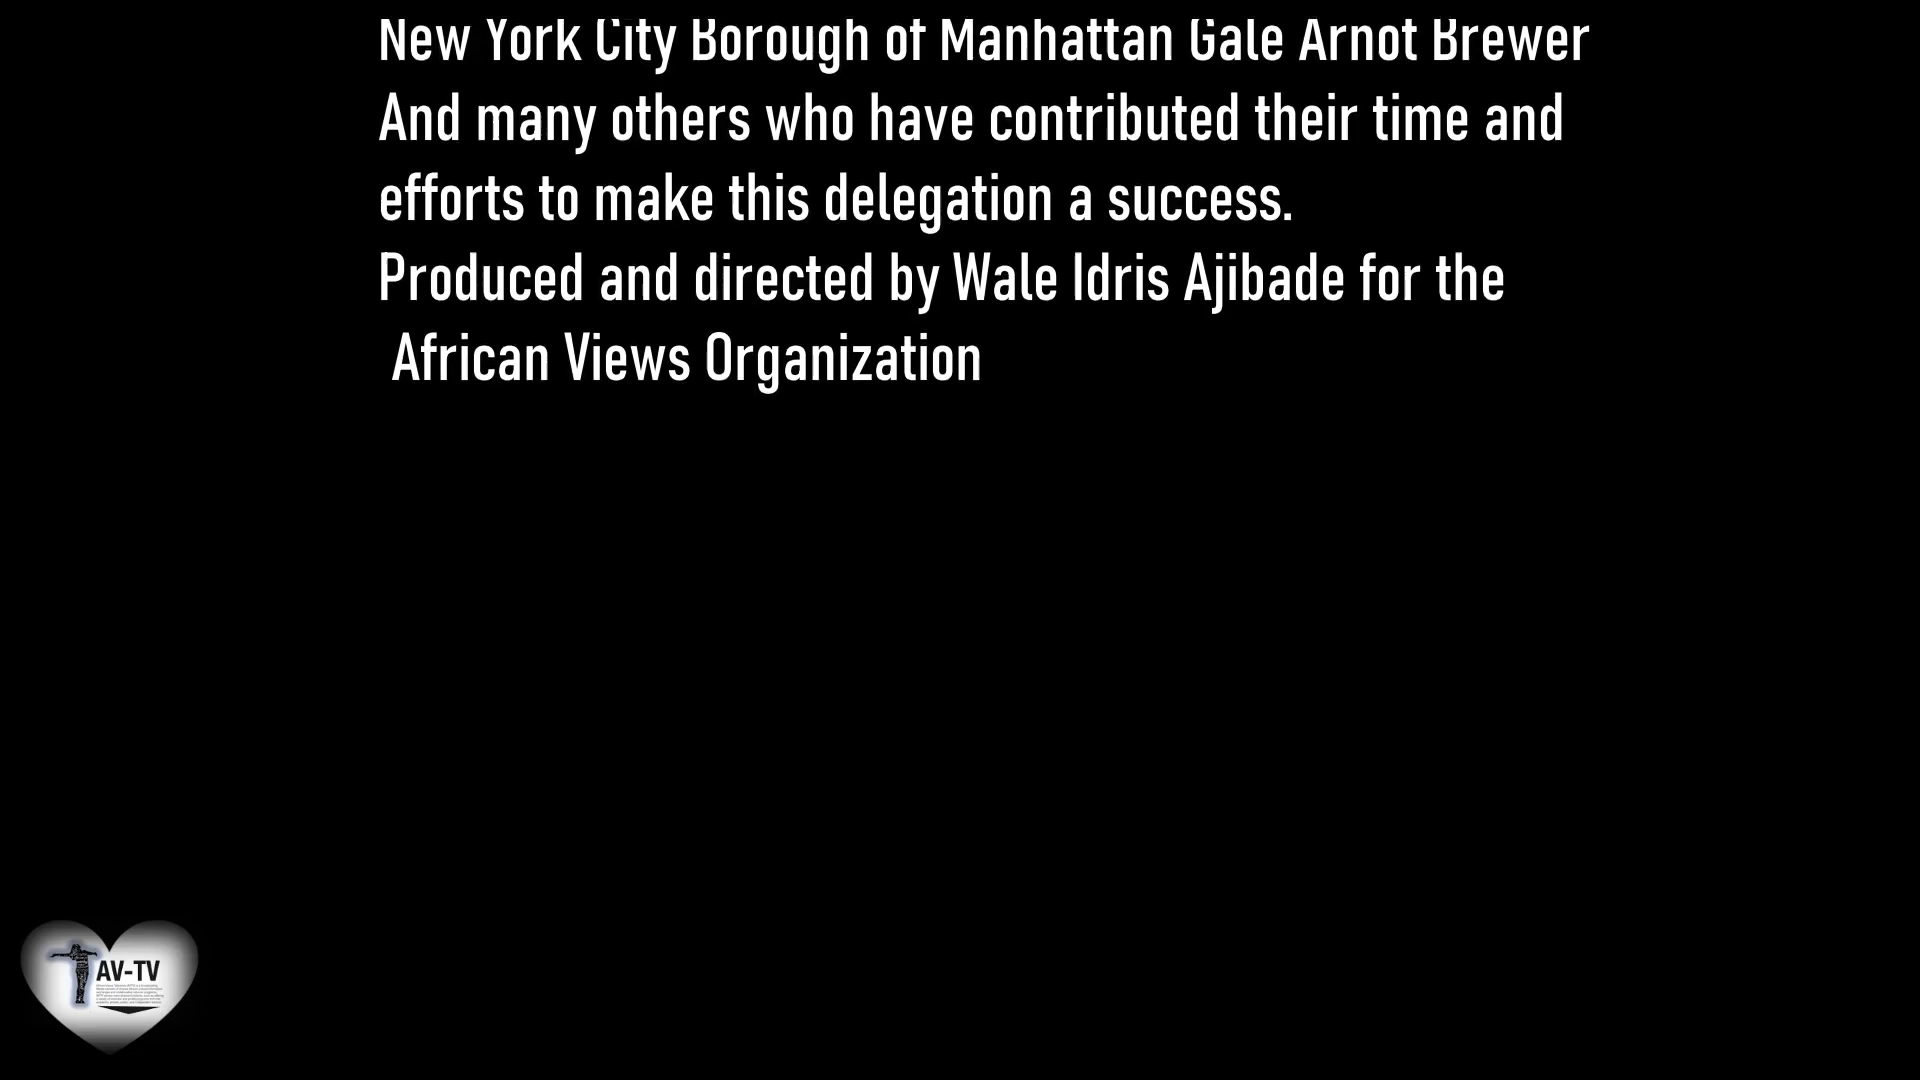 New York City Borough of Manhattan Gale Arnot Brewer
And many others who have contributed their time and
efforts to make this delegation a success.
Produced and directed by Wale Idris Ajibade for the
African Views Organization
AV-TV